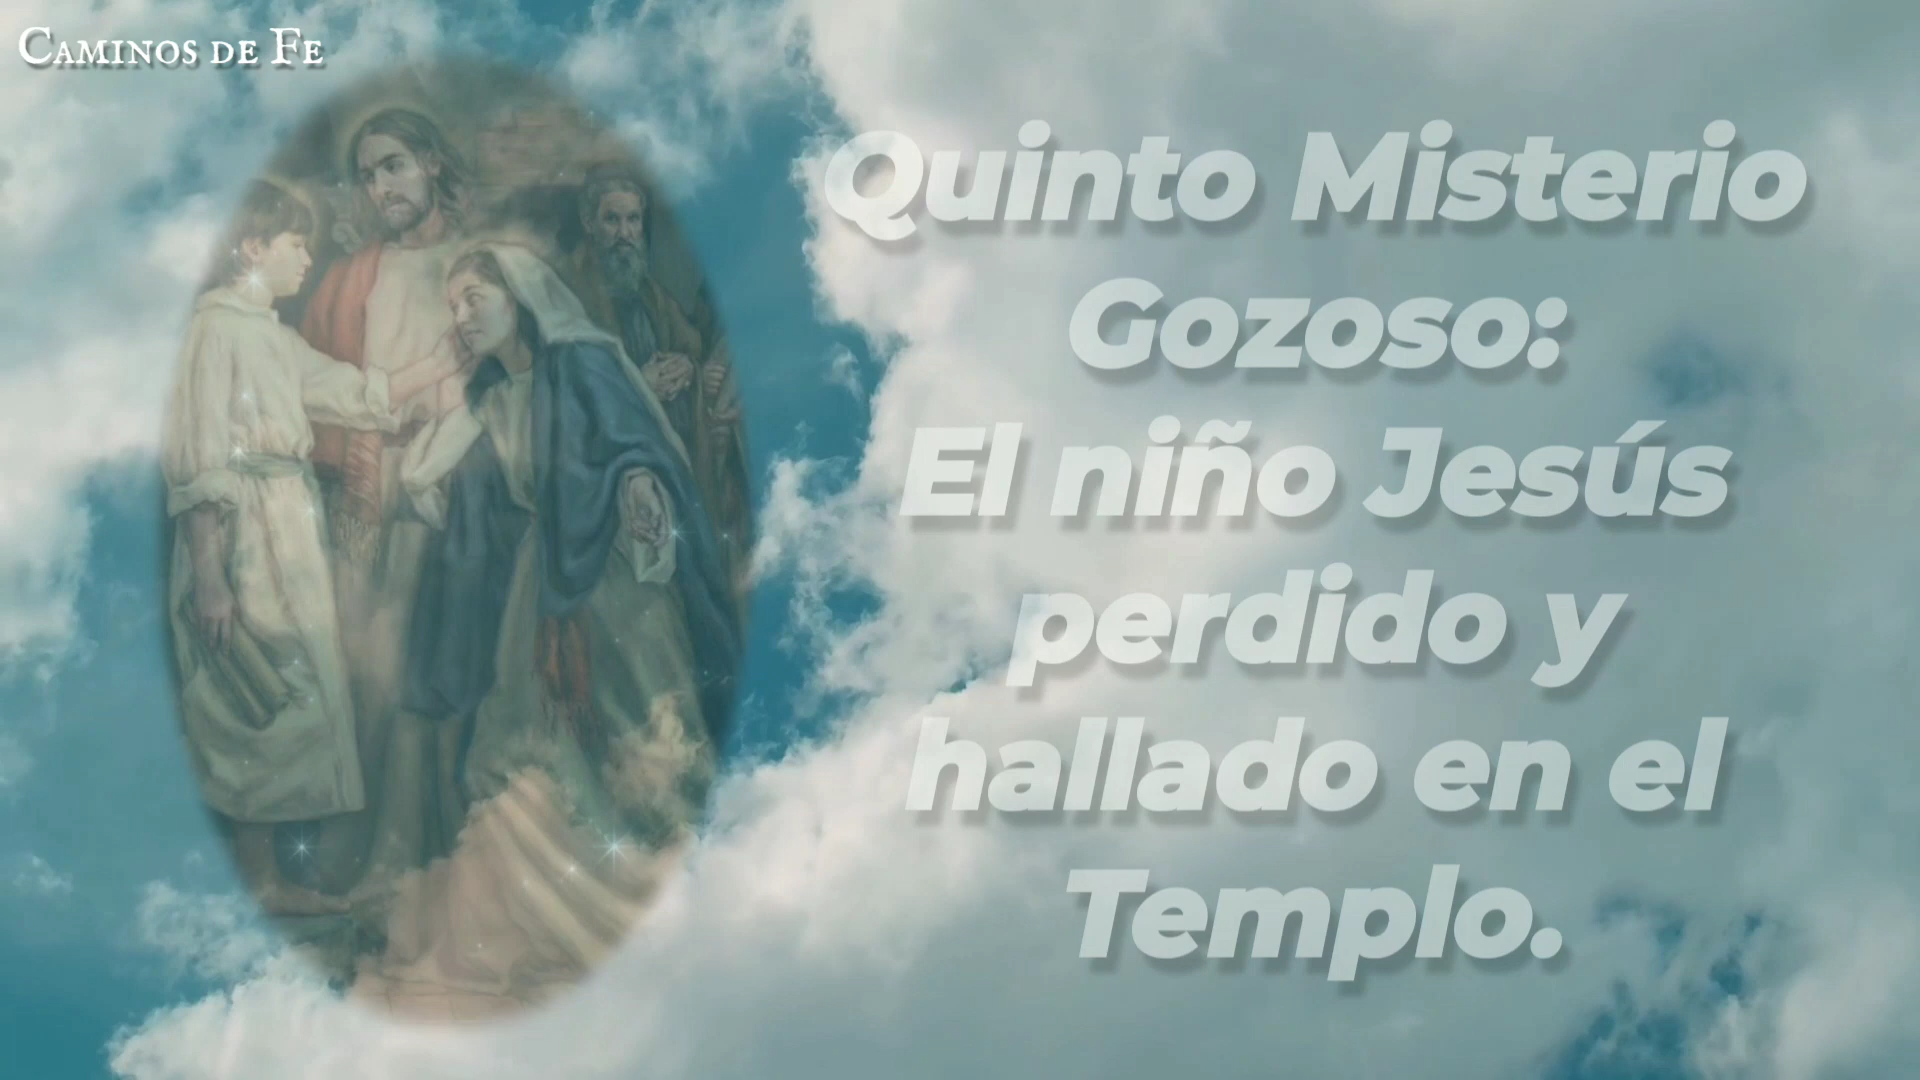 Caminos de Fe
Quinto Misterio
Gozoso:
El niño Jesús
perdido y
hallado en el
Templo.